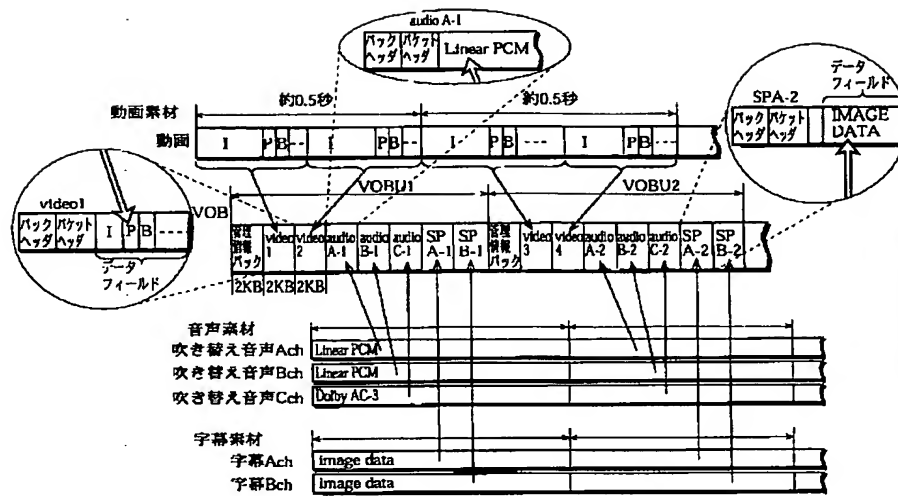 audio A-1
パック
ヘッダ
パケット
ヘッダ
Linear PCM
動画素材
約0.5秒
約0.5秒
動画
I
P
B
---
I
P
B
---
I
P
B
---
I
P
B
---
データ
フィールド
SPA-2
パック
ヘッダ
パケット
ヘッダ
IMAGE
DATA
video1
パック
ヘッダ
パケット
ヘッダ
I
P
B
----
データ
フィールド
VOB
VOBU1
VOBU2
管理
情報
パック
video
1
video
2
audio
A-1
audio
B-1
audio
C-1
SP
A-1
SP
B-1
管理
情報
パック
video
3
video
4
audio
A-2
audio
B-2
audio
C-2
SP
A-2
SP
B-2
2KB
2KB
2KB
音声素材
吹き替え音声Ach
Linear PCM
吹き替え音声Bch
Linear PCM
吹き替え音声Cch
Dolby AC-3
字幕素材
字幕Ach
image data
字幕Bch
image data